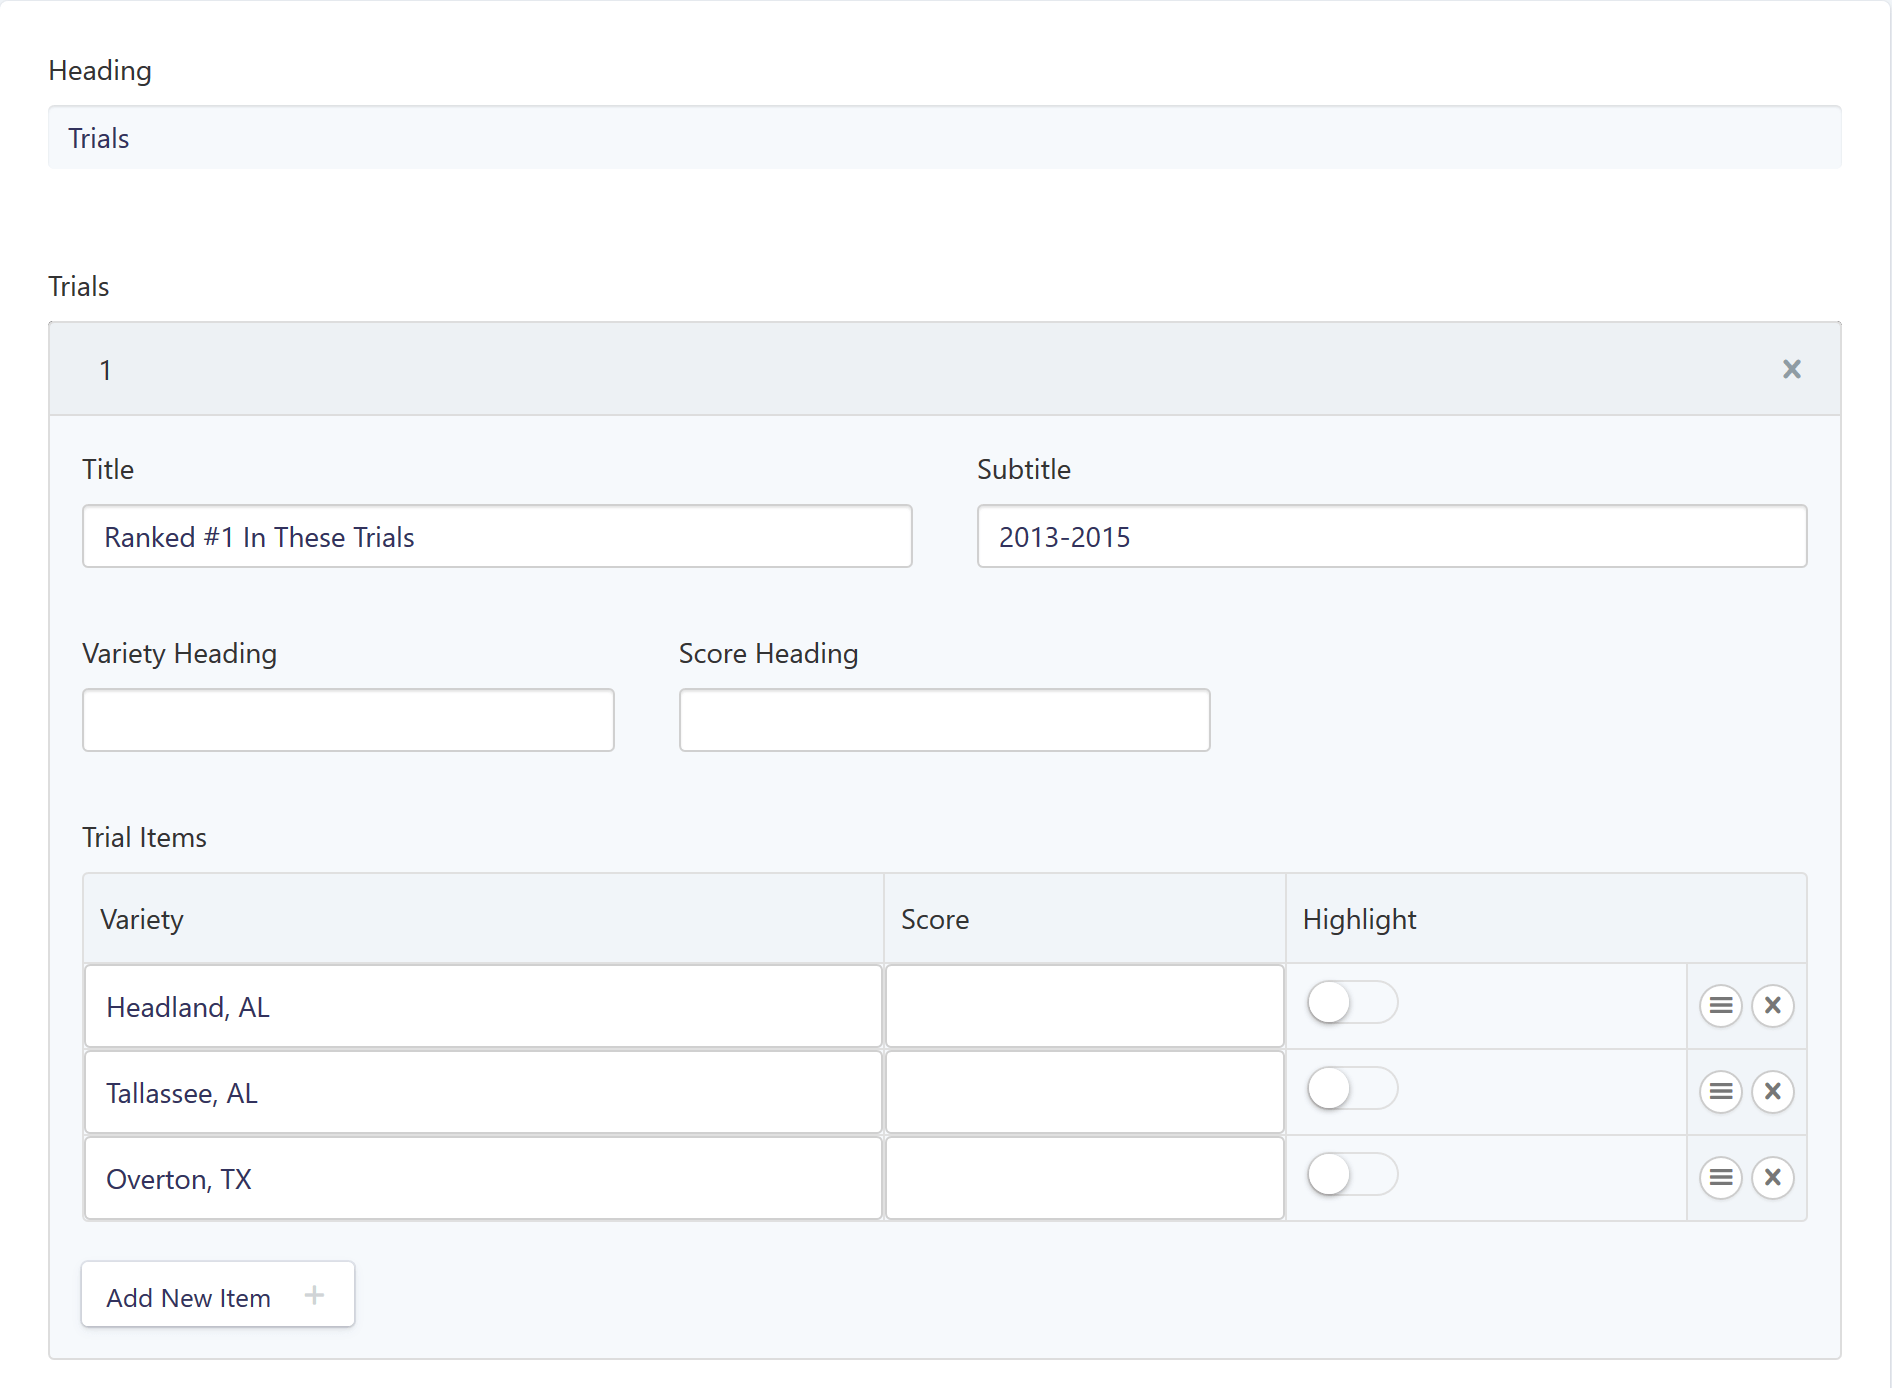 Heading
Trials
Trials
1
Title Subtitle
Ranked #1 In These Trials 2013-2015
Variety Heading Score Heading
Trial Items
Variety Score Highlight
Headland, AL
Tallassee, AL
Overton, TX
Add New Item +